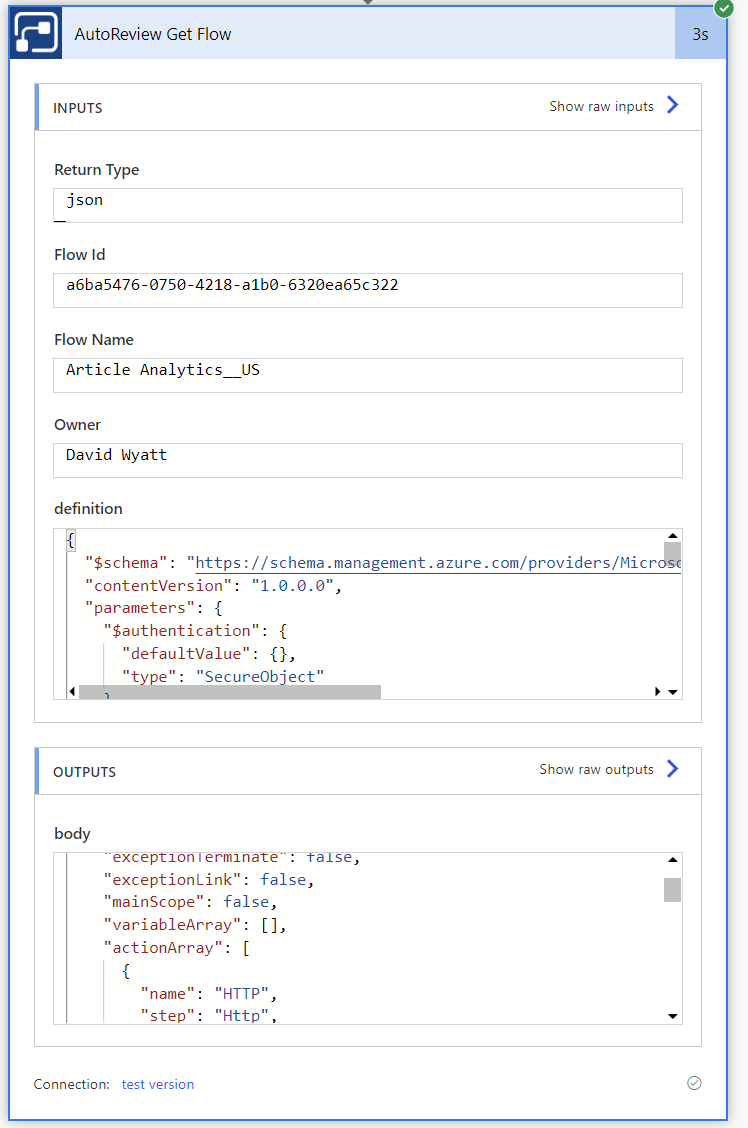 AutoReview Get Flow
3s
INPUTS
Show raw inputs
Return Type
json
Flow Id
a6ba5476-0750-4218-a1b0-6320ea65c322
Flow Name
Article Analytics__US
Owner
David Wyatt
definition
{
"$schema": "https://schema.management.azure.com/providers/Microsc
"contentVersion": "1.0.0.0",
"parameters": {
"$authentication": {
"defaultValue": {},
"type": "SecureObject"
}
OUTPUTS
Show raw outputs
body
"exceptionTerminate": false,
"exceptionLink": false,
"mainScope": false,
"variableArray": [],
"actionArray": [
{
"name": "HTTP",
"step": "Http",
Connection: test version